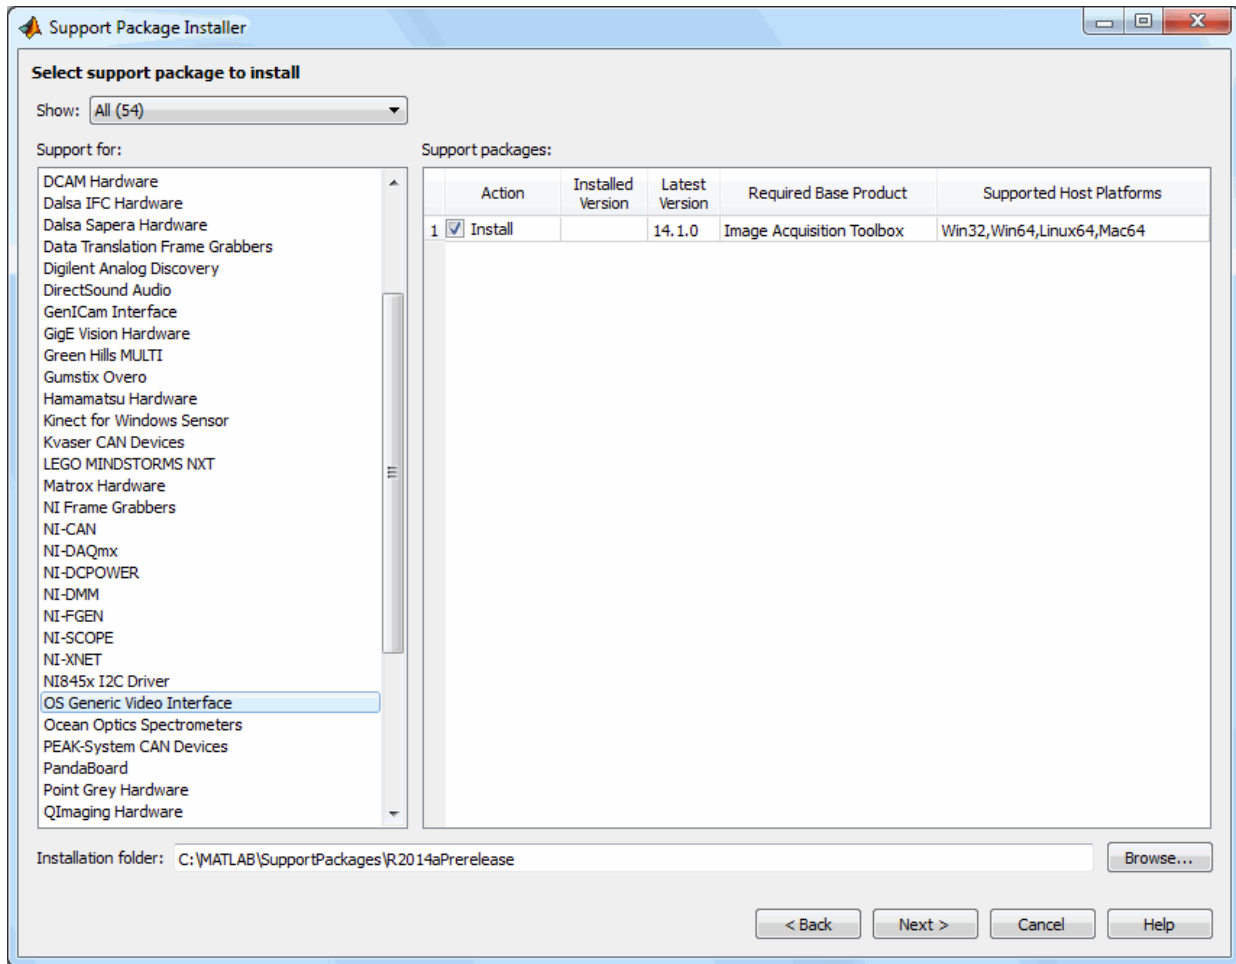 Support Package Installer
Select support package to install
Show: All (54)
Support for:
DCAM Hardware
Dalsa IFC Hardware
Dalsa Sapera Hardware
Data Translation Frame Grabbers
Digilent Analog Discovery
DirectSound Audio
GenICam Interface
GigE Vision Hardware
Green Hills MULTI
Gumstix Overo
Hamamatsu Hardware
Kinect for Windows Sensor
Kvaser CAN Devices
LEGO MINDSTORMS NXT
Matrox Hardware
NI Frame Grabbers
NI-CAN
NI-DAQmx
NI-DCPOWER
NI-DMM
NI-FGEN
NI-SCOPE
NI-XNET
NI845x I2C Driver
OS Generic Video Interface
Ocean Optics Spectrometers
PEAK-System CAN Devices
PandaBoard
Point Grey Hardware
QImaging Hardware
Support packages:
Action Installed Version Latest Version Required Base Product Supported Host Platforms
1 Install 14.1.0 Image Acquisition Toolbox Win32,Win64,Linux64,Mac64
Installation folder: C:\MATLAB\SupportPackages\R2014aPrerelease Browse...
< Back Next > Cancel Help